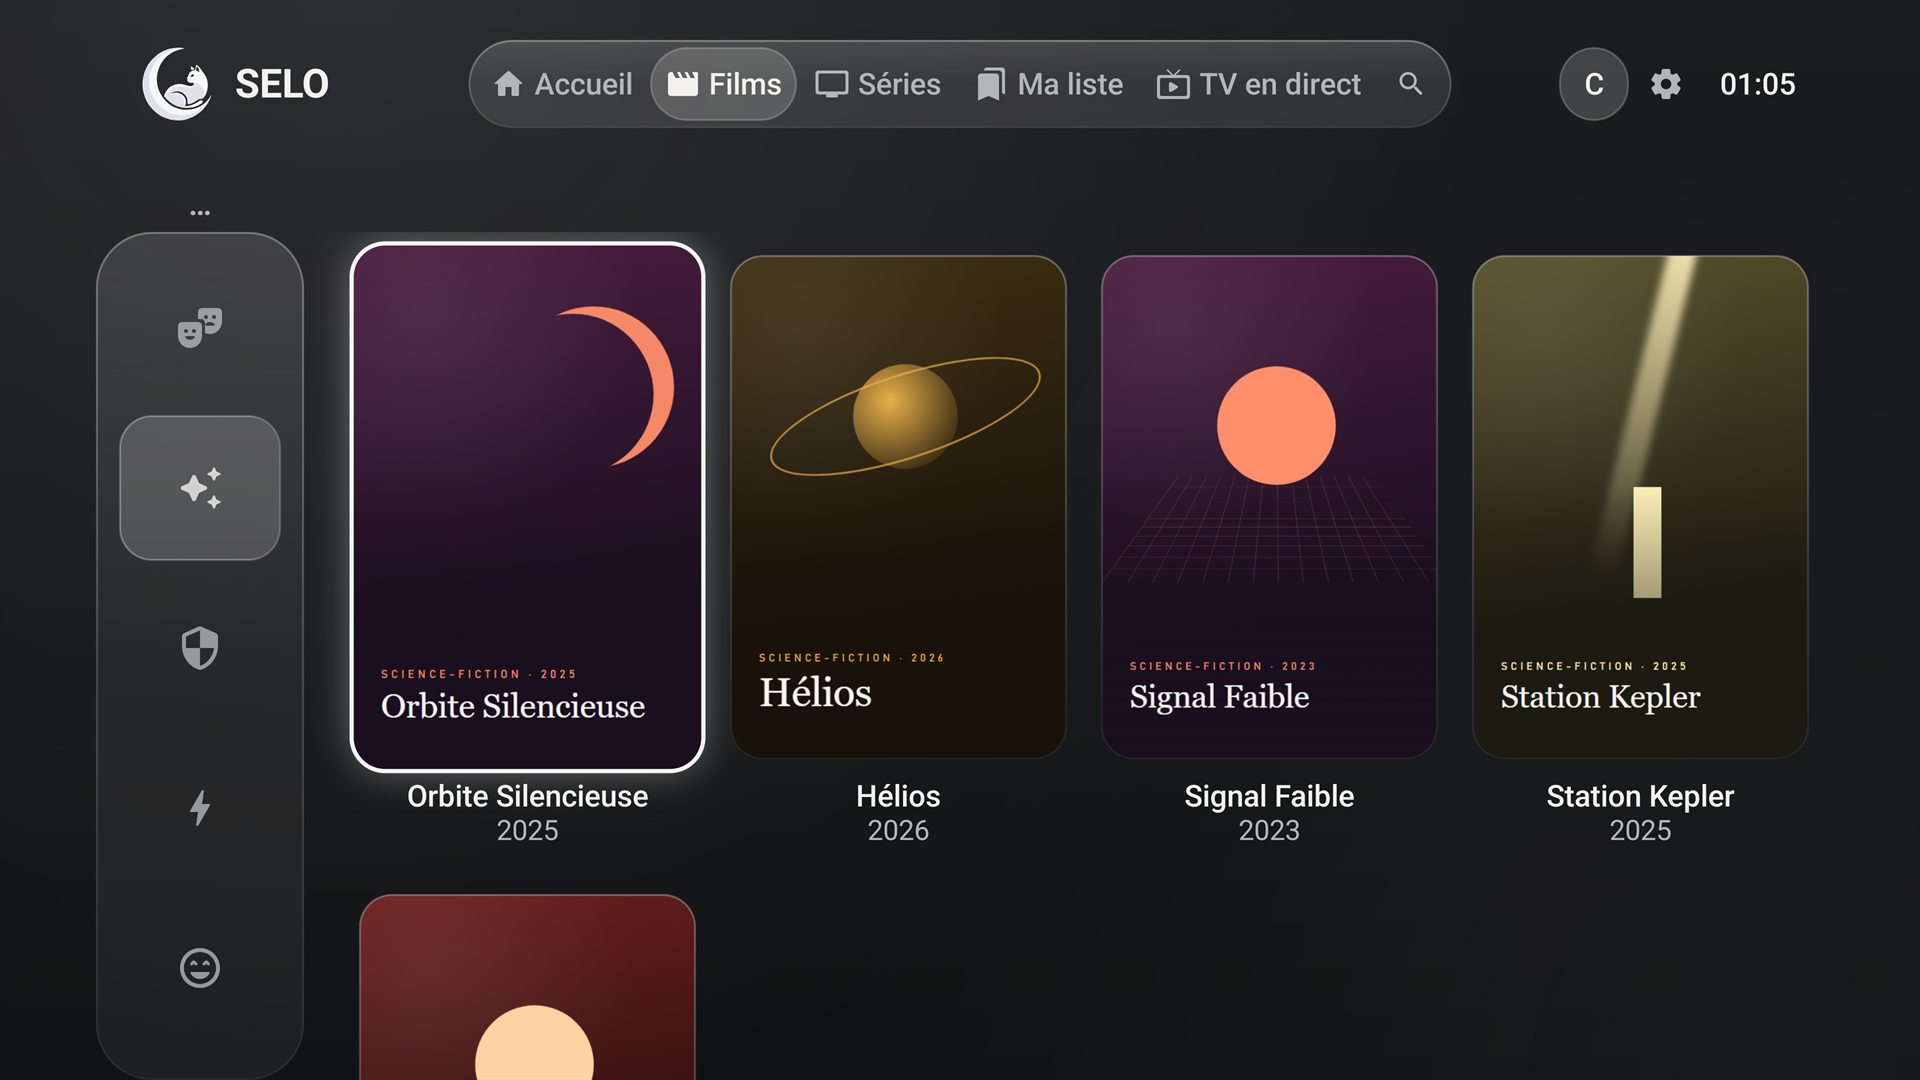 SELO
Accueil
Films
Séries
Ma liste
TV en direct
C
01:05
SCIENCE-FICTION · 2025
Orbite Silencieuse
SCIENCE-FICTION · 2026
Hélios
SCIENCE-FICTION · 2023
Signal Faible
SCIENCE-FICTION · 2025
Station Kepler
Orbite Silencieuse
2025
Hélios
2026
Signal Faible
2023
Station Kepler
2025